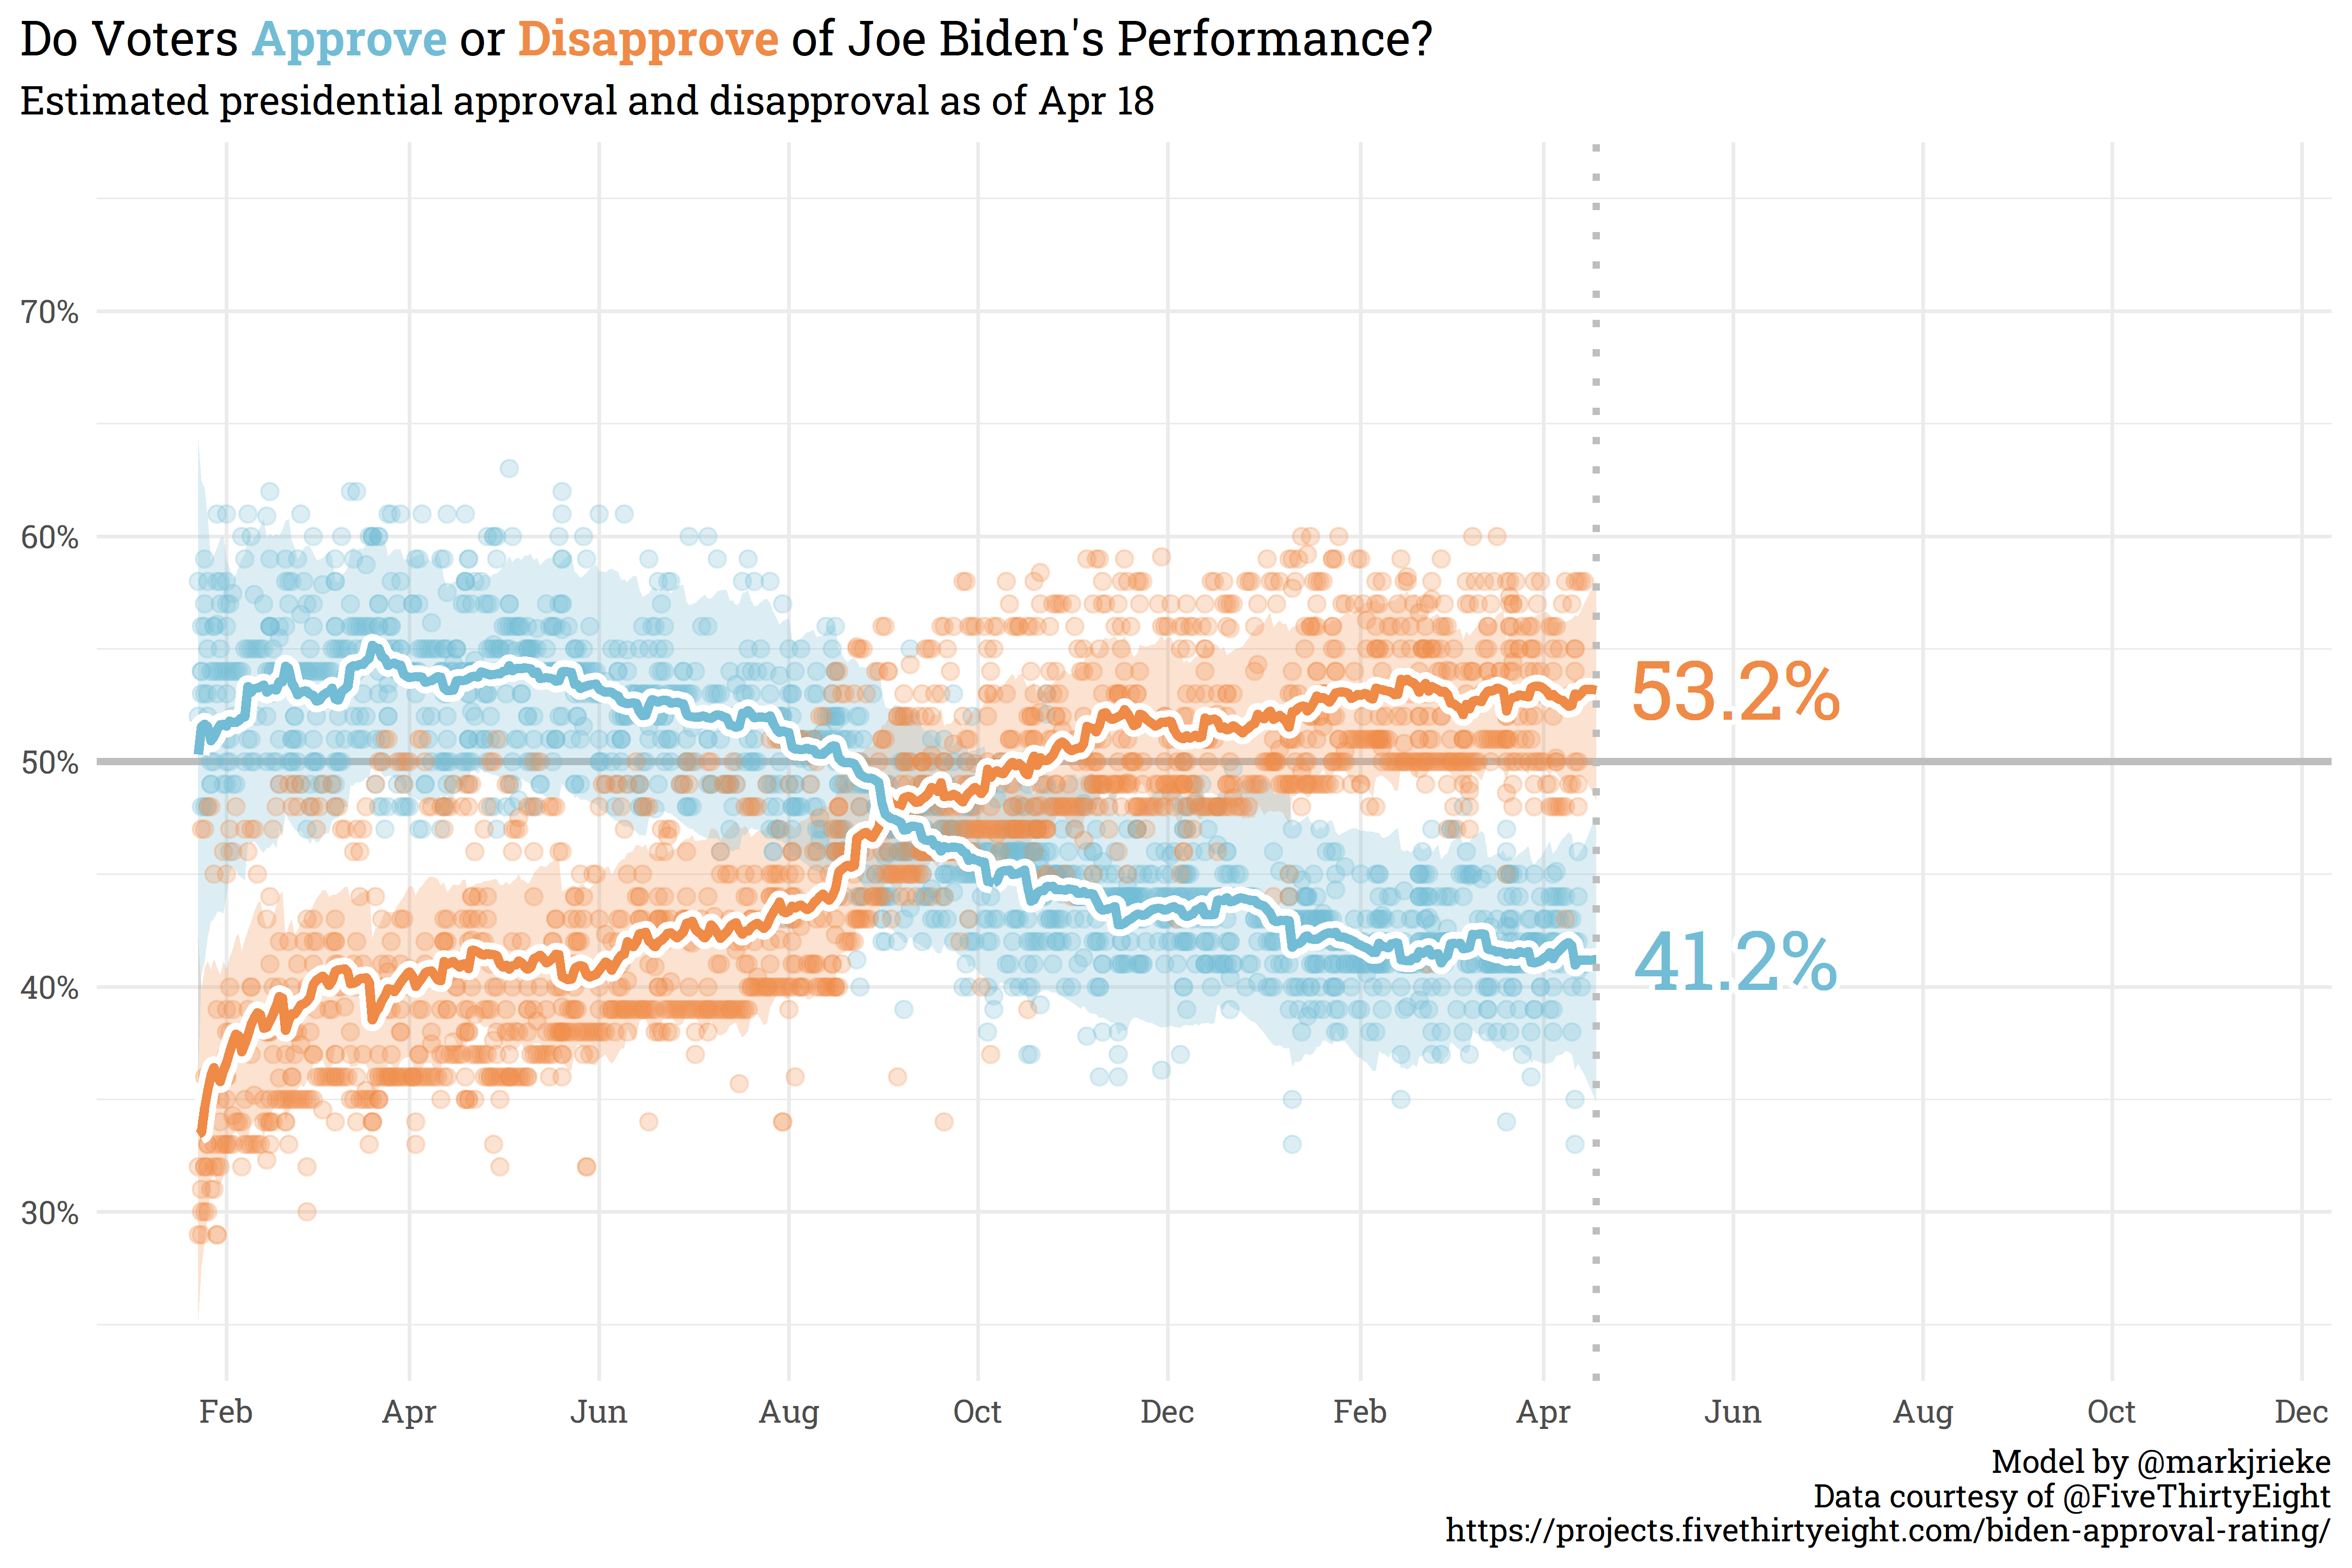 Do Voters Approve or Disapprove of Joe Biden's Performance?
Estimated presidential approval and disapproval as of Apr 18
70%
60%
50%
40%
30%
53.2%
41.2%
Feb Apr Jun Aug Oct Dec Feb Apr Jun Aug Oct Dec
Model by @markjrieke
Data courtesy of @FiveThirtyEight
https://projects.fivethirtyeight.com/biden-approval-rating/